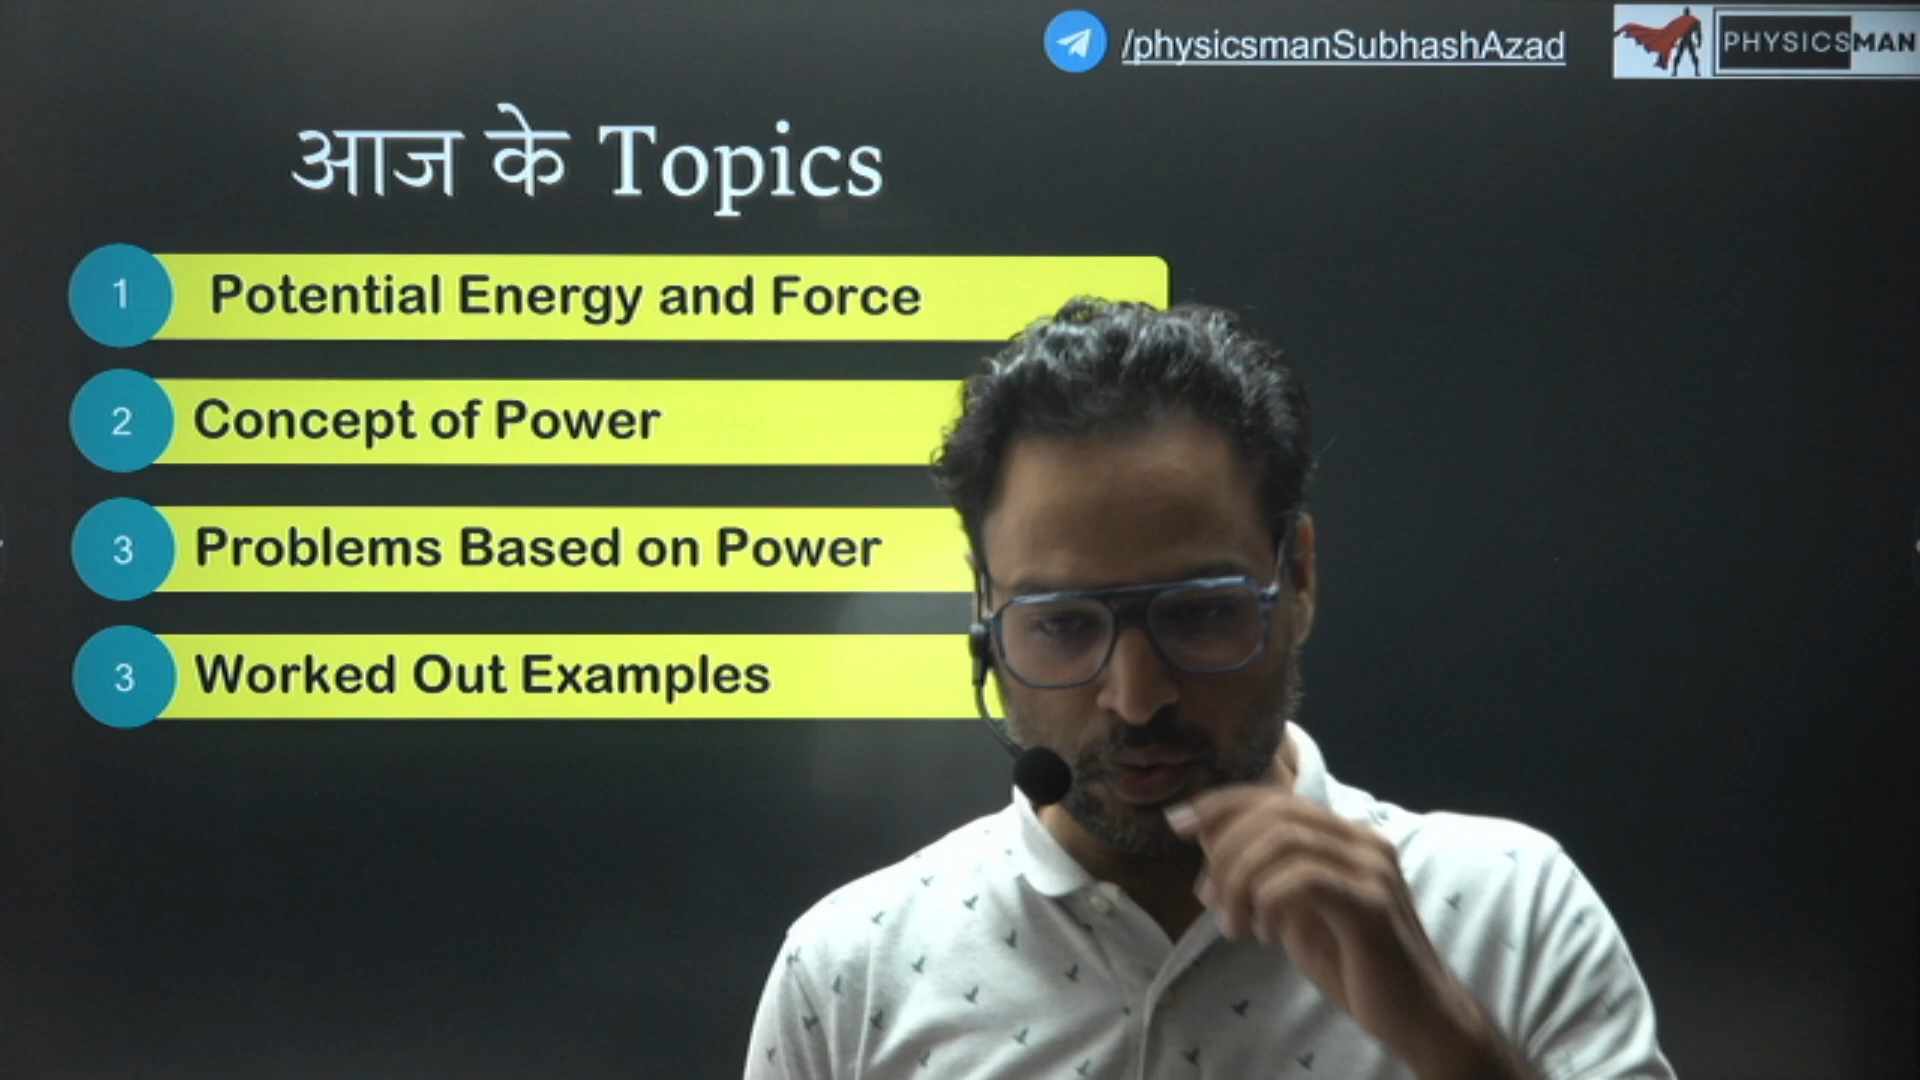 /physicsmanSubhashAzad
PHYSICSMAN
आज के Topics
1 Potential Energy and Force
2 Concept of Power
3 Problems Based on Power
3 Worked Out Examples